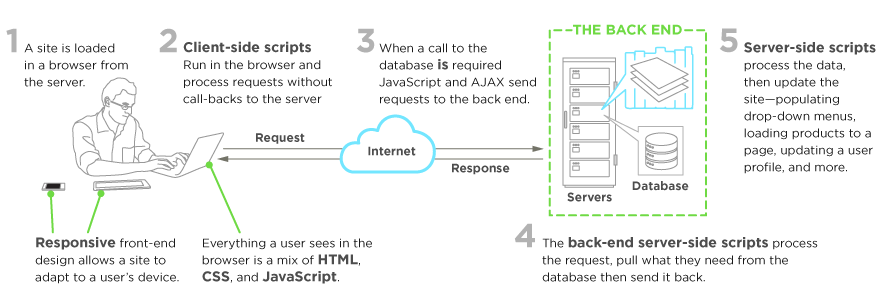 1
A site is loaded
in a browser from
the server.
2
Client-side scripts
Run in the browser and
process requests without
call-backs to the server
3
When a call to the
database is required
JavaScript and AJAX send
requests to the back end.
THE BACK END
Servers
Database
5
Server-side scripts
process the data,
then update the
site—populating
drop-down menus,
loading products to a
page, updating a user
profile, and more.
Request
Internet
Response
Responsive front-end
design allows a site to
adapt to a user’s device.
Everything a user sees in the
browser is a mix of HTML,
CSS, and JavaScript.
4
The back-end server-side scripts process
the request, pull what they need from the
database then send it back.